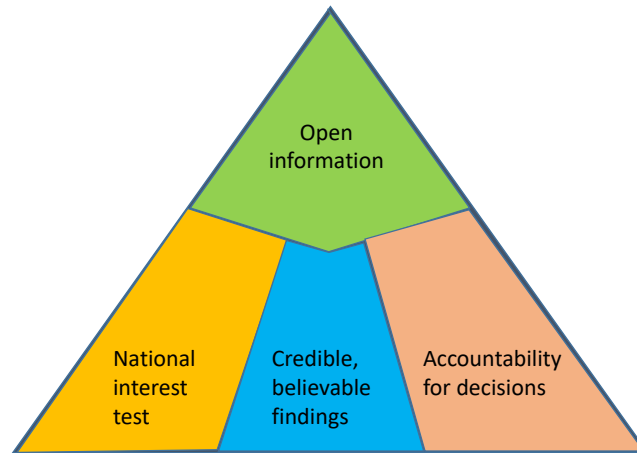 Open
information
National
interest
test
Credible,
believable
findings
Accountability
for decisions